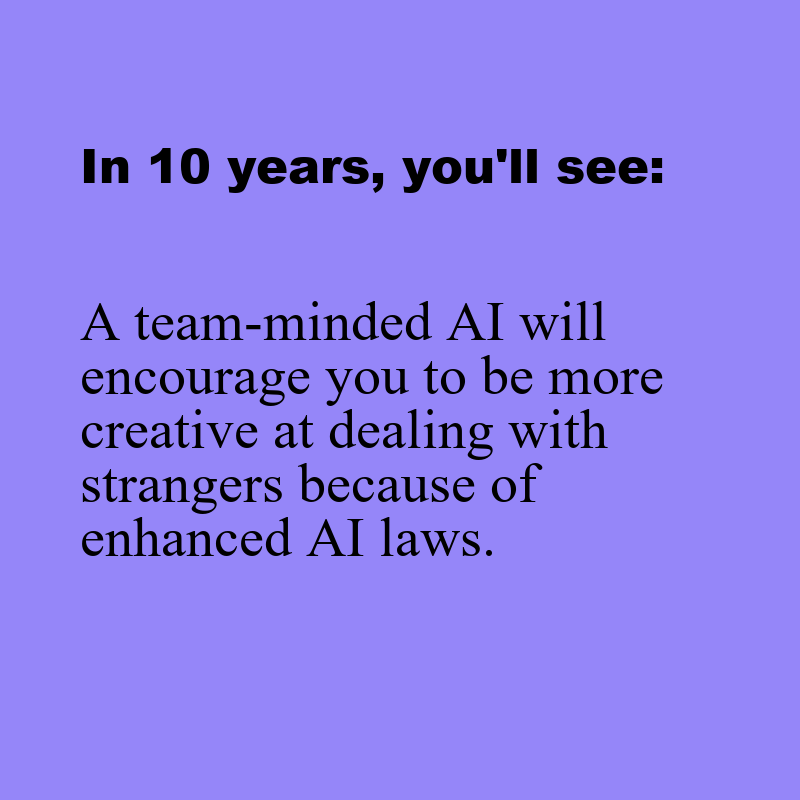 In 10 years, you'll see:
A team-minded AI will
encourage you to be more
creative at dealing with
strangers because of
enhanced AI laws.